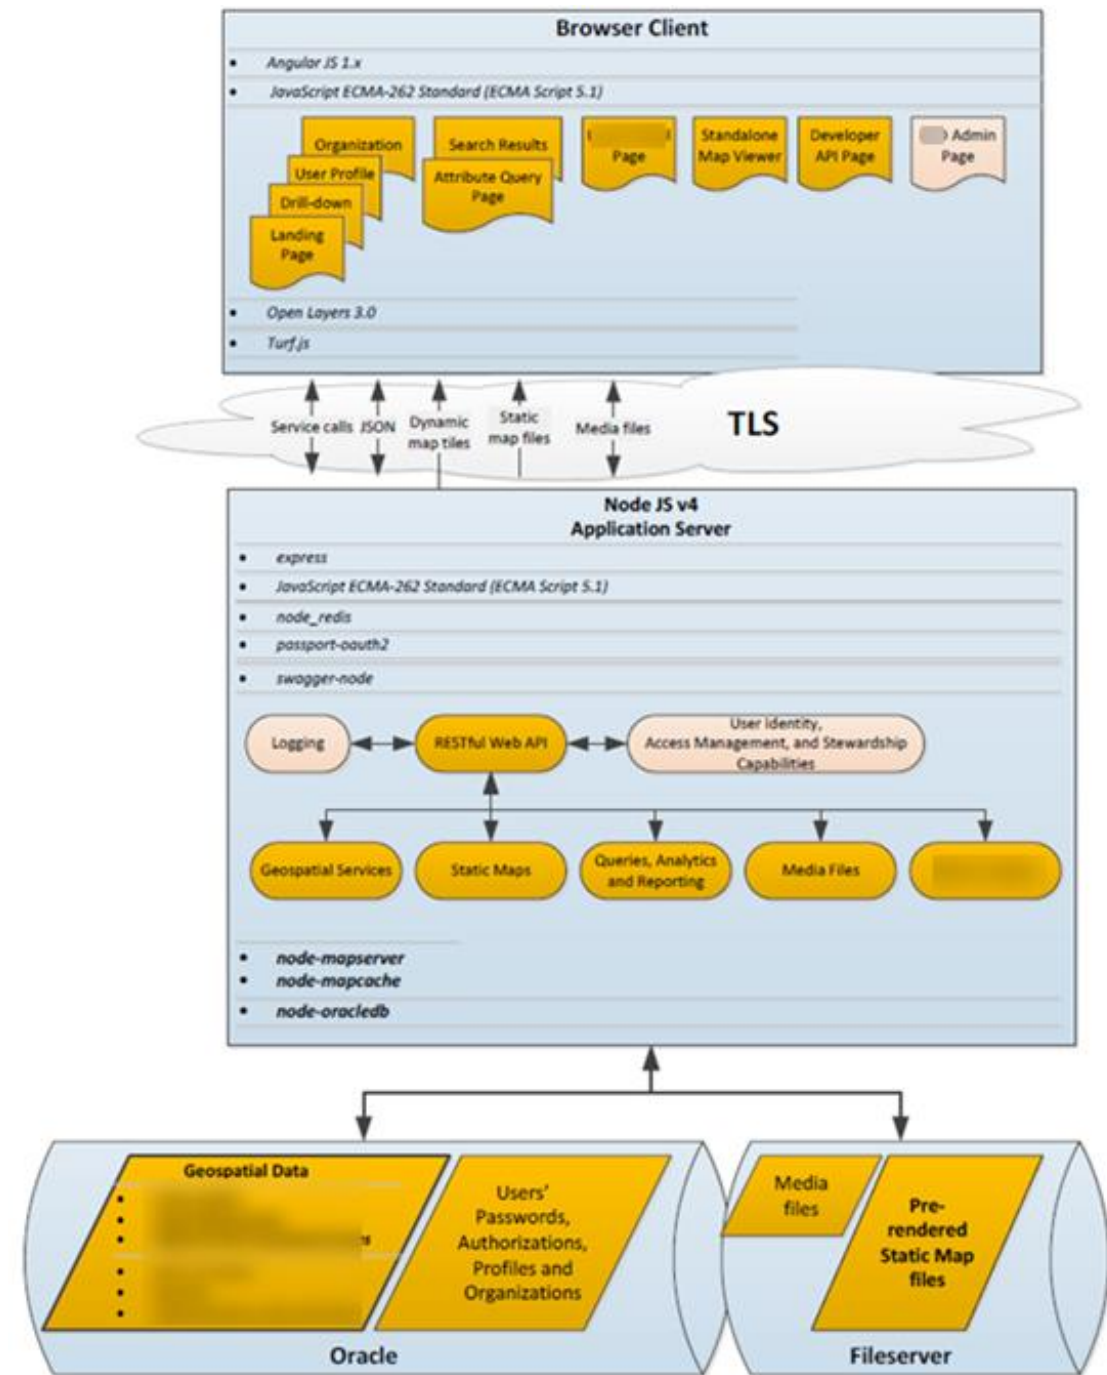 Browser Client
• Angular JS 1.x
• JavaScript ECMA-262 Standard (ECMA Script 5.1)
Organization
User Profile
Drill-down
Landing
Page
Search Results
Attribute Query
Page
Page
Standalone
Map Viewer
Developer
API Page
Admin
Page
• Open Layers 3.0
• Turf.js
Service calls
JSON
Dynamic
map tiles
Static
map files
Media files
TLS
Node JS v4
Application Server
• express
• JavaScript ECMA-262 Standard (ECMA Script 5.1)
• node_redis
• passport-oauth2
• swagger-node
Logging
RESTful Web API
User Identity,
Access Management, and Stewardship
Capabilities
Geospatial Services
Static Maps
Queries, Analytics
and Reporting
Media Files
• node-mapserver
• node-mapcache
• node-oracledb
Geospatial Data
Users'
Passwords,
Authorizations,
Profiles and
Organizations
Oracle
Media
files
Pre-
rendered
Static Map
files
Fileserver